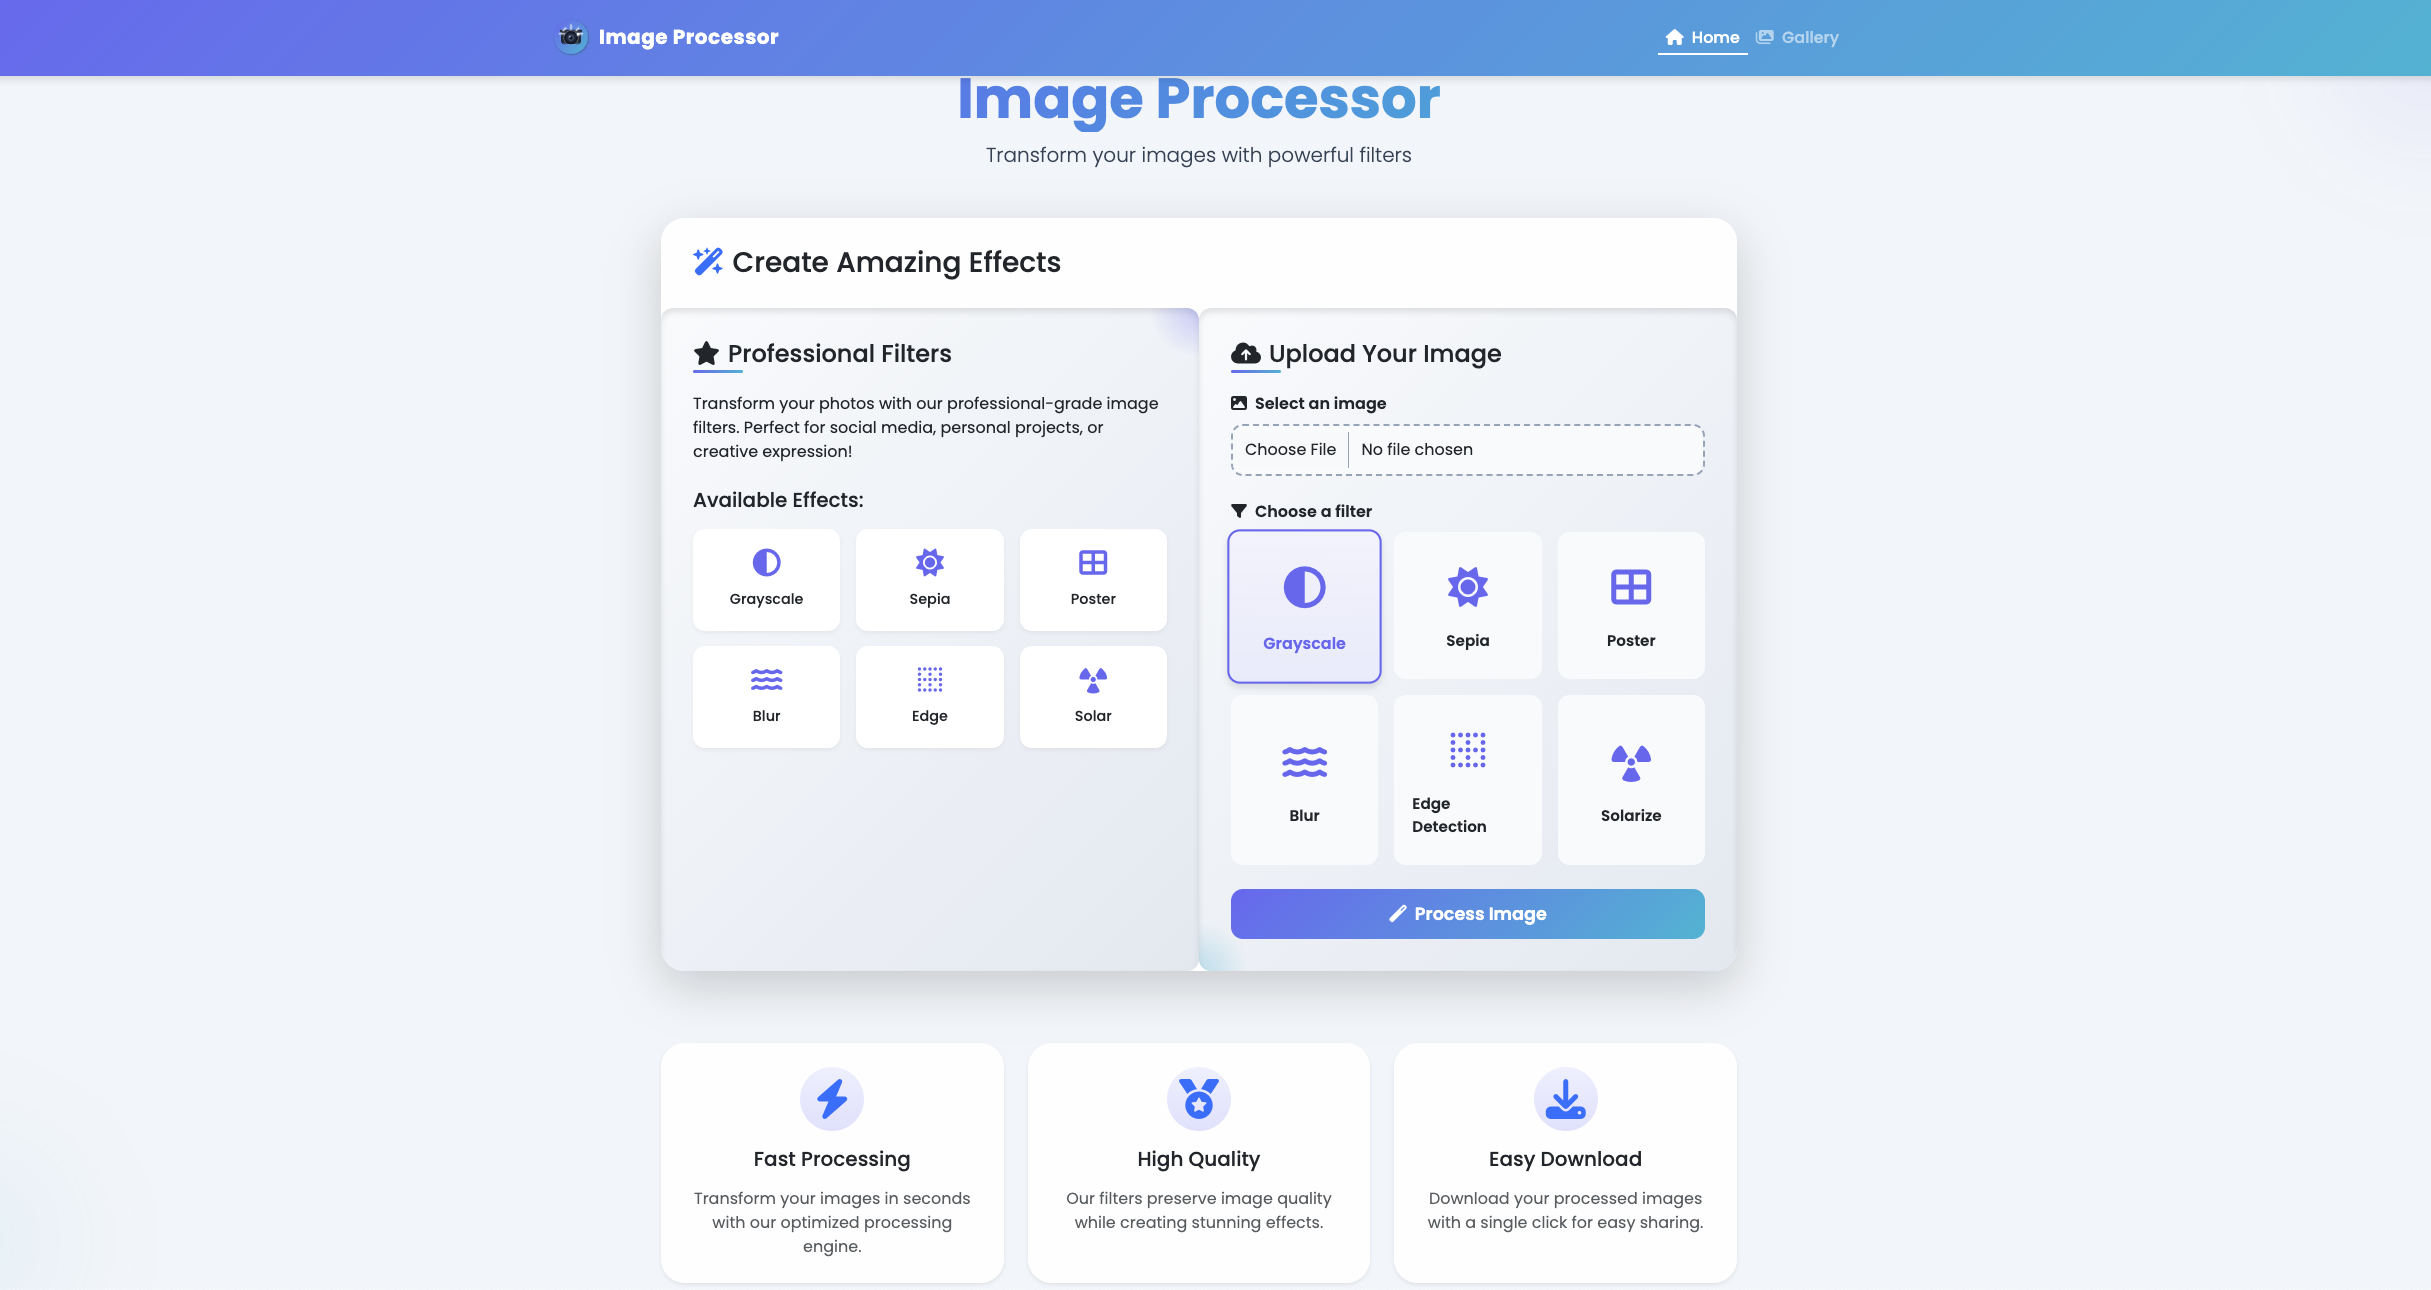 Image Processor
Home
Gallery
Image Processor
Transform your images with powerful filters
Create Amazing Effects
Professional Filters
Transform your photos with our professional-grade image
filters. Perfect for social media, personal projects, or
creative expression!
Available Effects:
Grayscale
Sepia
Poster
Blur
Edge
Solar
Upload Your Image
Select an image
Choose File
No file chosen
Choose a filter
Grayscale
Sepia
Poster
Blur
Edge
Detection
Solarize
Process Image
Fast Processing
Transform your images in seconds
with our optimized processing
engine.
High Quality
Our filters preserve image quality
while creating stunning effects.
Easy Download
Download your processed images
with a single click for easy sharing.